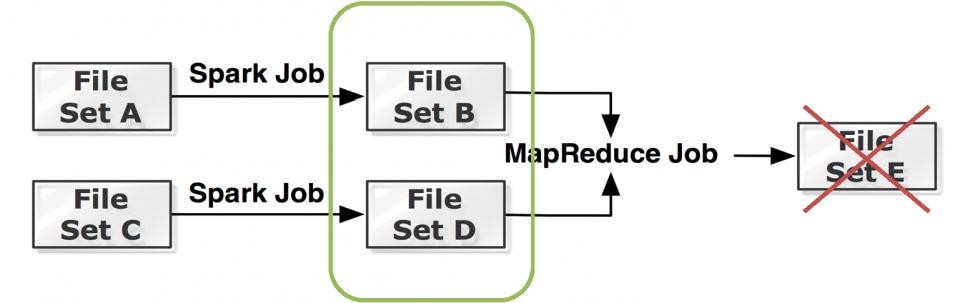 File
Set A
Spark Job
File
Set B
MapReduce Job
File
Set E
File
Set C
Spark Job
File
Set D